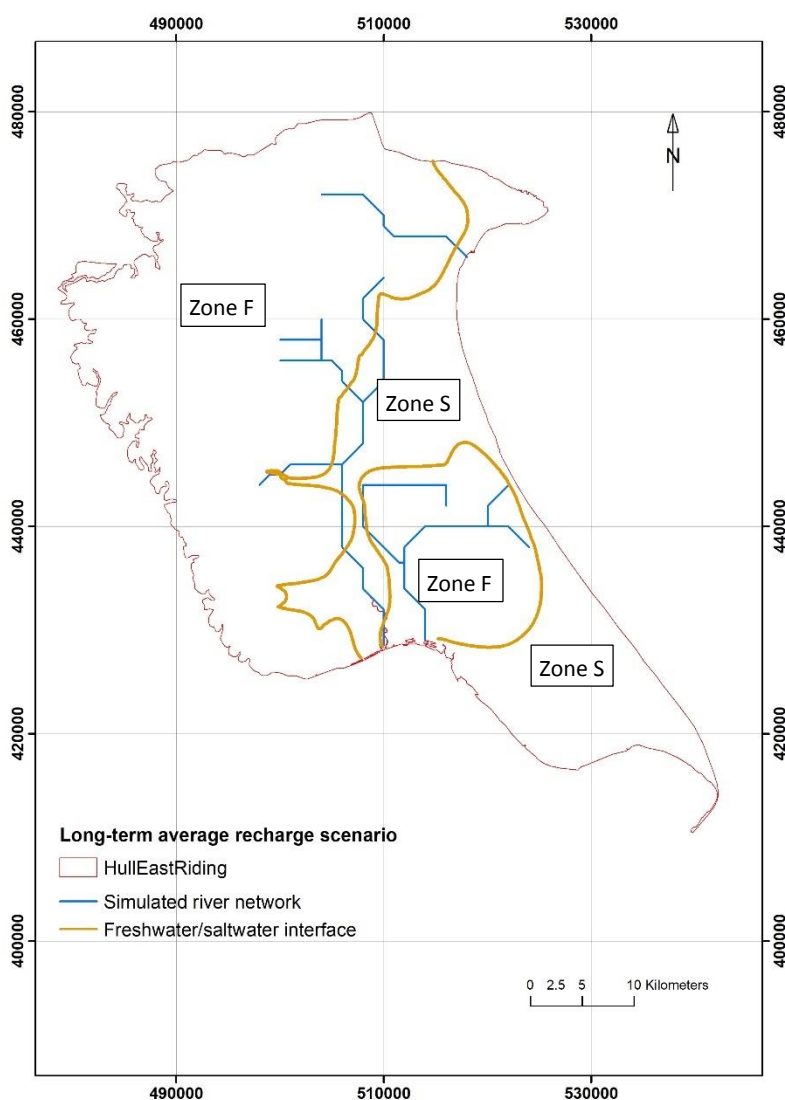 490000 510000 530000
480000 480000
N
Zone F
460000 460000
Zone S
440000 440000
Zone F
Zone S
420000 420000
Long-term average recharge scenario
HullEastRiding
Simulated river network
Freshwater/saltwater interface
400000 400000
0 2.5 5 10 Kilometers
490000 510000 530000